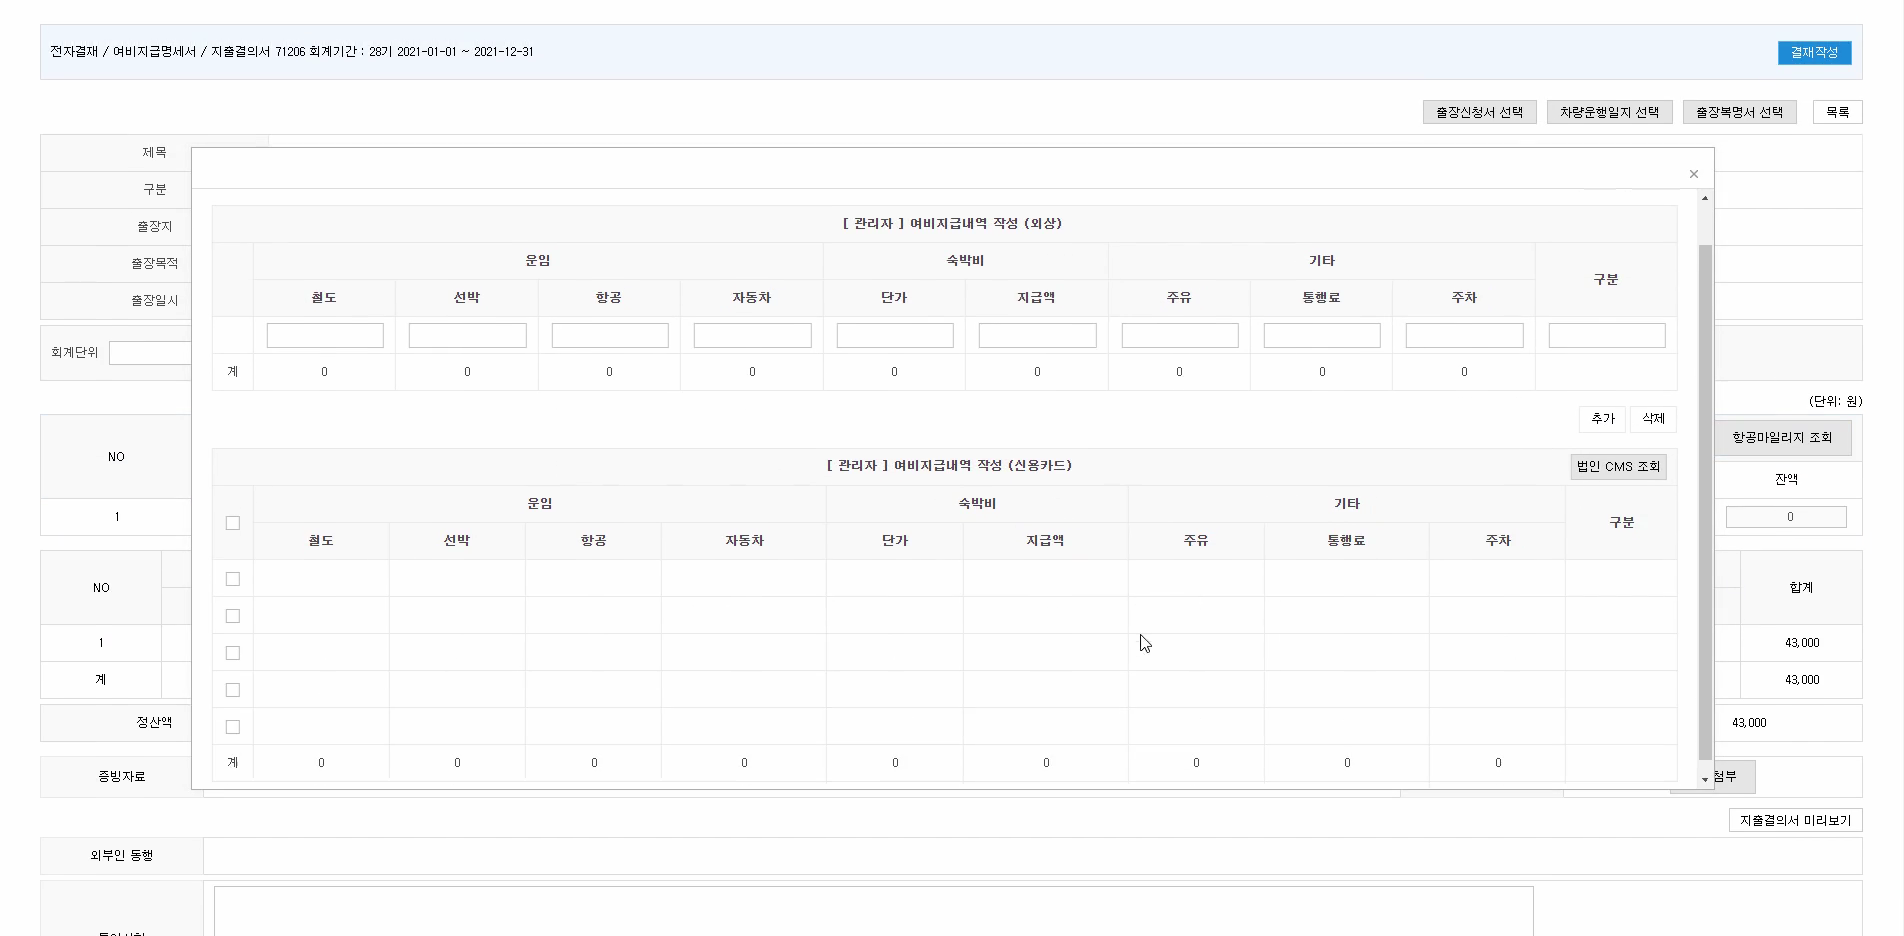 전자결재 / 여비지급명세서 / 지출결의서 71206 회계기간 : 28기 2021-01-01 ~ 2021-12-31
결재작성
출장신청서 선택 차량운행일지 선택 출장복명서 선택 목록
제목
구분
출장지
출장목적
출장일시
회계단위
×
[ 관리자 ] 여비지급내역 작성 (외상)
운임 숙박비 기타 구분
철도 선박 항공 자동차 단가 지급액 주유 통행료 주차
계 0 0 0 0 0 0 0 0 0
추가 삭제
[ 관리자 ] 여비지급내역 작성 (신용카드) 법인 CMS 조회
운임 숙박비 기타 구분
철도 선박 항공 자동차 단가 지급액 주유 통행료 주차
계 0 0 0 0 0 0 0 0 0
(단위: 원)
NO 항공마일리지 조회
잔액
1 0
NO 합계
1 43,000
계 43,000
정산액 43,000
증빙자료 첨부
지출결의서 미리보기
외부인 동행